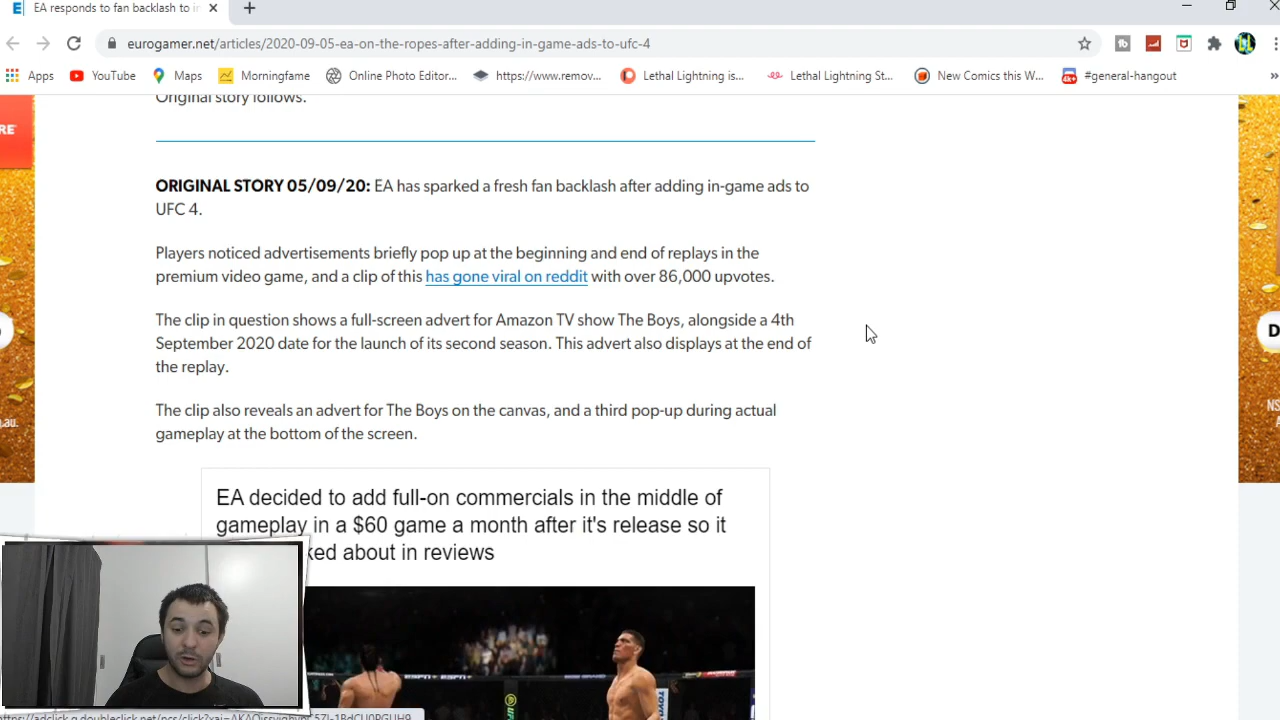 EA responds to fan backlash to i
eurogamer.net/articles/2020-09-05-ea-on-the-ropes-after-adding-in-game-ads-to-ufc-4
Apps YouTube Maps Morningfame Online Photo Editor... https://www.remov... Lethal Lightning is... Lethal Lightning St... New Comics this W... #general-hangout »
Original story follows.
RE'
ORIGINAL STORY 05/09/20: EA has sparked a fresh fan backlash after adding in-game ads to
UFC 4.
Players noticed advertisements briefly pop up at the beginning and end of replays in the
premium video game, and a clip of this has gone viral on reddit with over 86,000 upvotes.
The clip in question shows a full-screen advert for Amazon TV show The Boys, alongside a 4th
September 2020 date for the launch of its second season. This advert also displays at the end of
the replay.
D
The clip also reveals an advert for The Boys on the canvas, and a third pop-up during actual
gameplay at the bottom of the screen.
NS
.au.
EA decided to add full-on commercials in the middle of
gameplay in a $60 game a month after it's release so it
ked about in reviews
ESPN ESPN